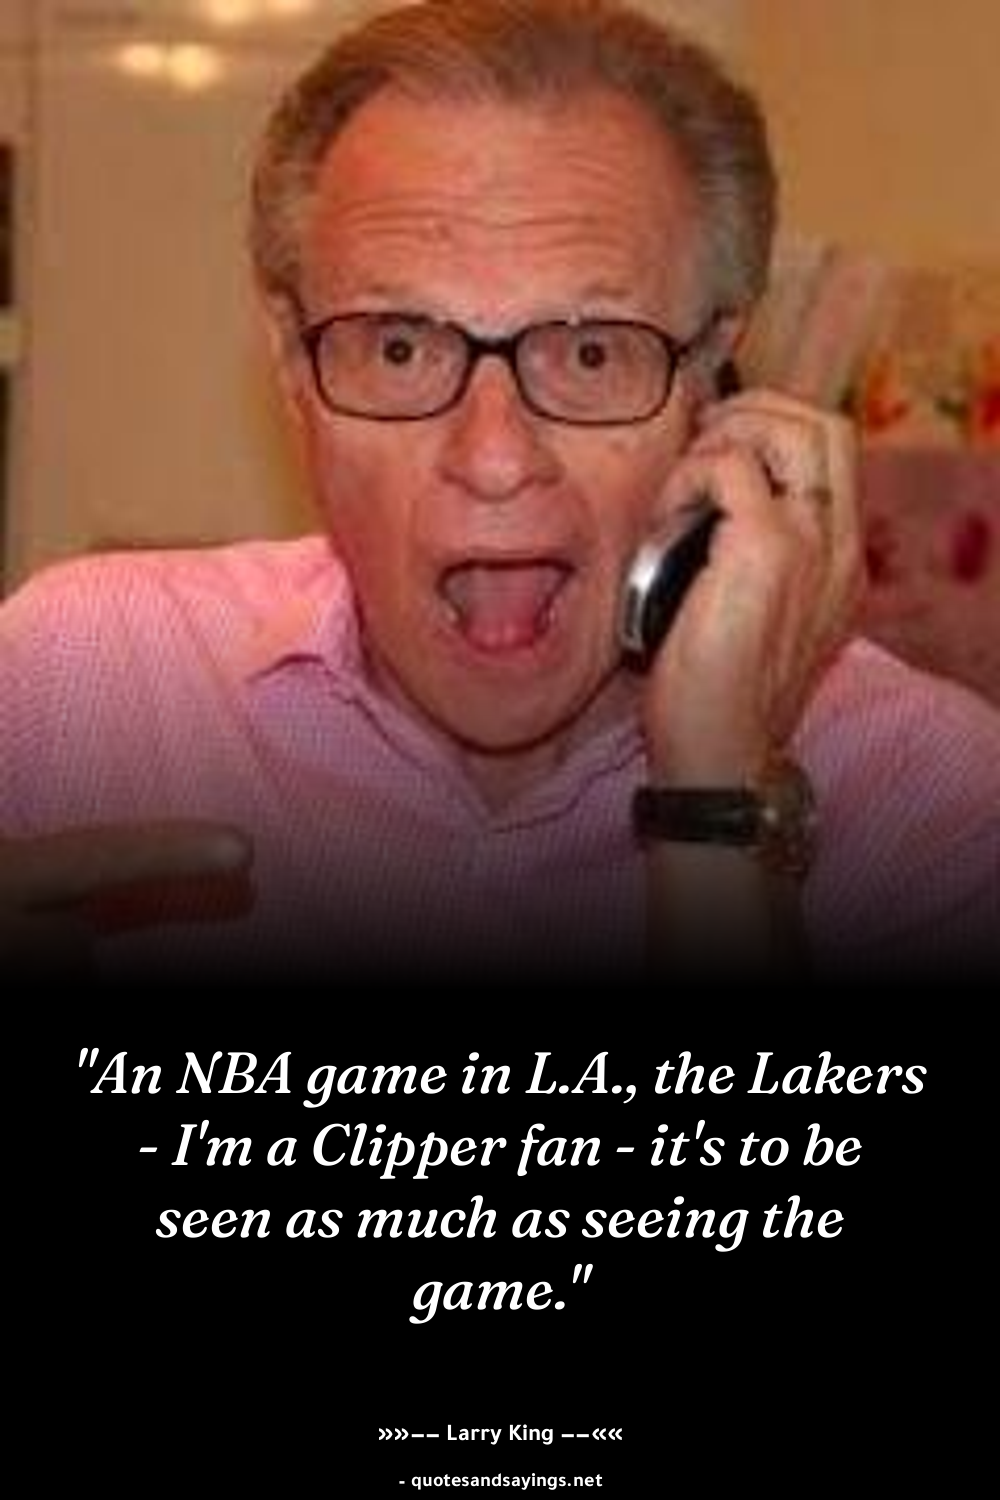 "An NBA game in L.A., the Lakers
- I'm a Clipper fan - it's to be
seen as much as seeing the
game."
»»−− Larry King −−««
- quotesandsayings.net